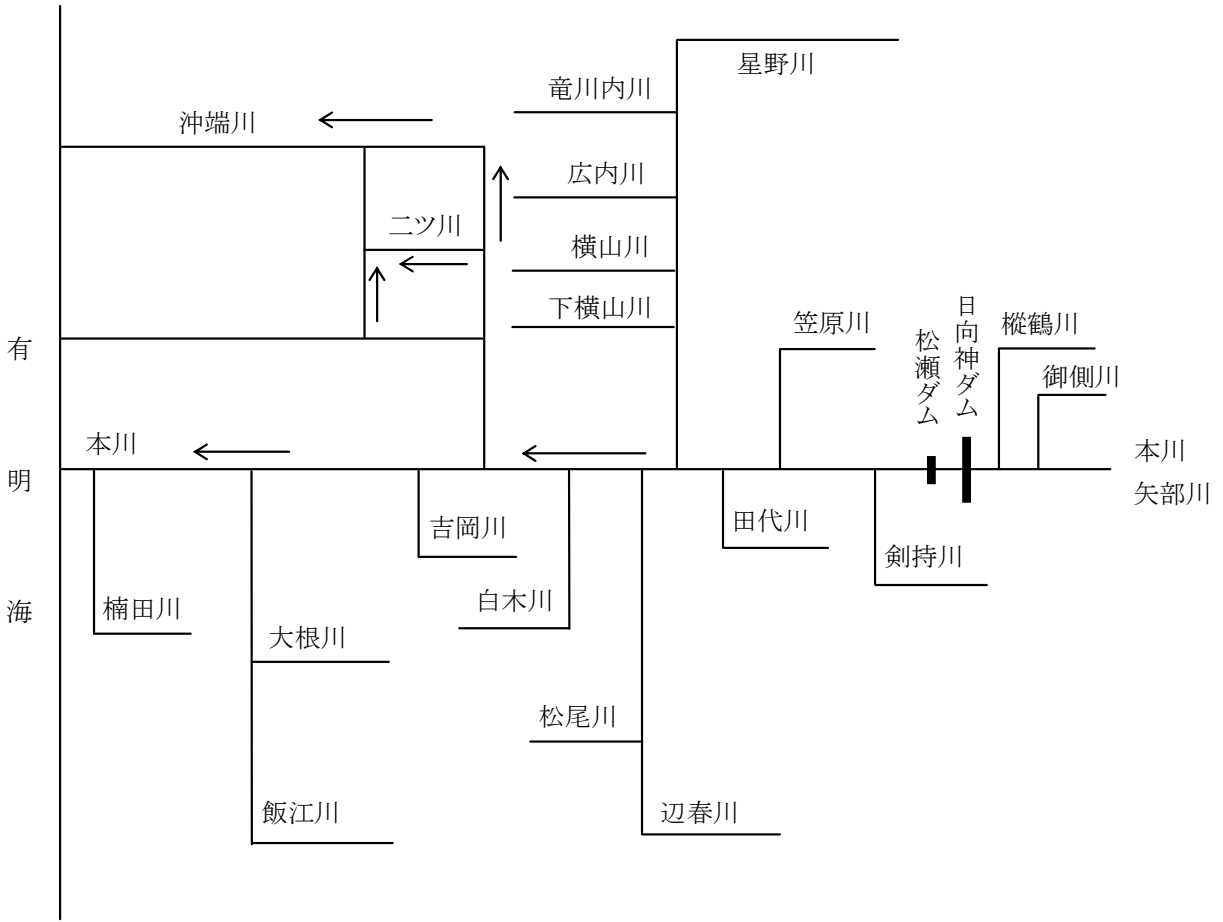 星野川
竜川内川
沖端川
広内川
二ツ川
横山川
下横山川
笠原川
松瀬ダム
日向神ダム
樅鶴川
御側川
有明海
本川
本川
矢部川
吉岡川
田代川
剣持川
楠田川
白木川
大根川
松尾川
飯江川
辺春川